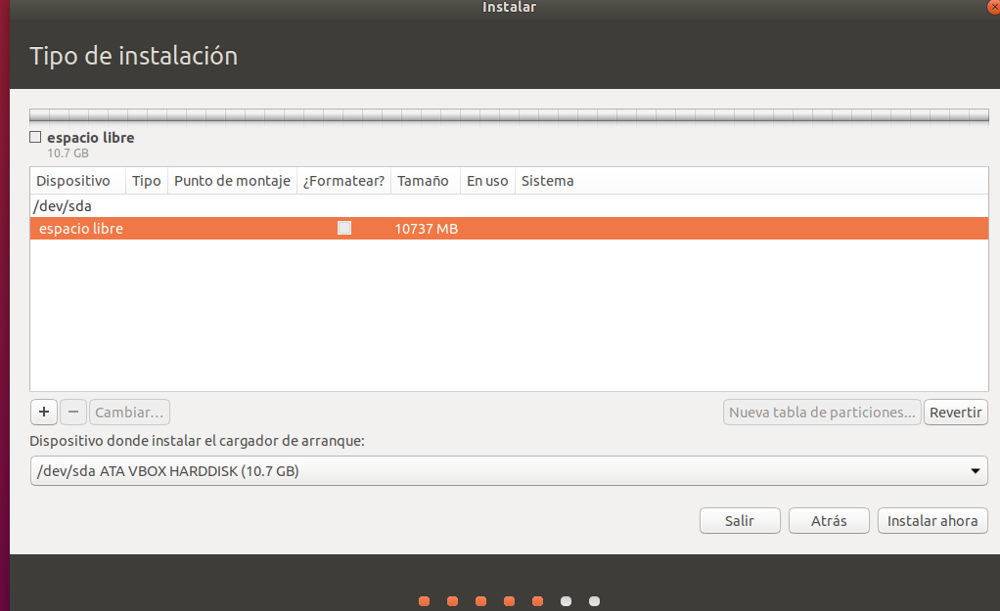 Instalar
Tipo de instalación
espacio libre
10.7 GB
Dispositivo Tipo Punto de montaje ¿Formatear? Tamaño En uso Sistema
/dev/sda
espacio libre 10737 MB
+ − Cambiar... Nueva tabla de particiones... Revertir
Dispositivo donde instalar el cargador de arranque:
/dev/sda ATA VBOX HARDDISK (10.7 GB)
Salir Atrás Instalar ahora